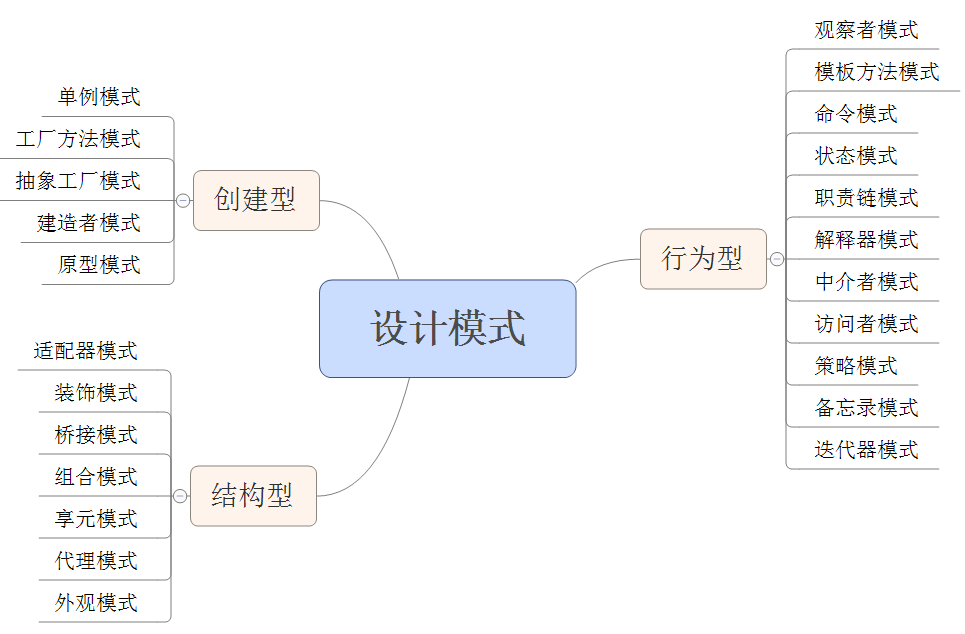 设计模式
创建型
单例模式
工厂方法模式
抽象工厂模式
建造者模式
原型模式
结构型
适配器模式
装饰模式
桥接模式
组合模式
享元模式
代理模式
外观模式
行为型
观察者模式
模板方法模式
命令模式
状态模式
职责链模式
解释器模式
中介者模式
访问者模式
策略模式
备忘录模式
迭代器模式